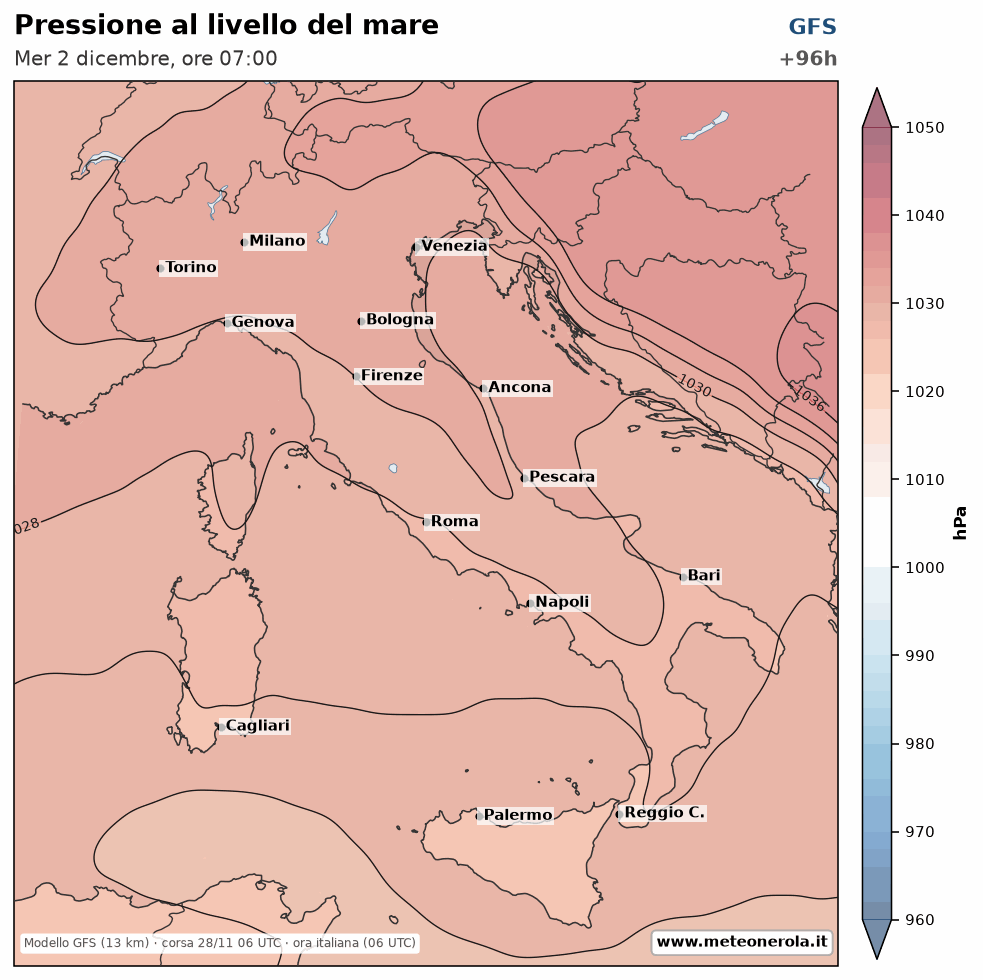 Pressione al livello del mare
GFS
Mer 2 dicembre, ore 07:00
+96h
1050
1040
1030
1020
1010
1000
990
980
970
960
hPa
Milano
Venezia
Torino
Genova
Bologna
Firenze
Ancona
1030
1036
Pescara
028
Roma
Bari
Napoli
Cagliari
Palermo
Reggio C.
Modello GFS (13 km) · corsa 28/11 06 UTC · ora italiana (06 UTC)
www.meteonerola.it